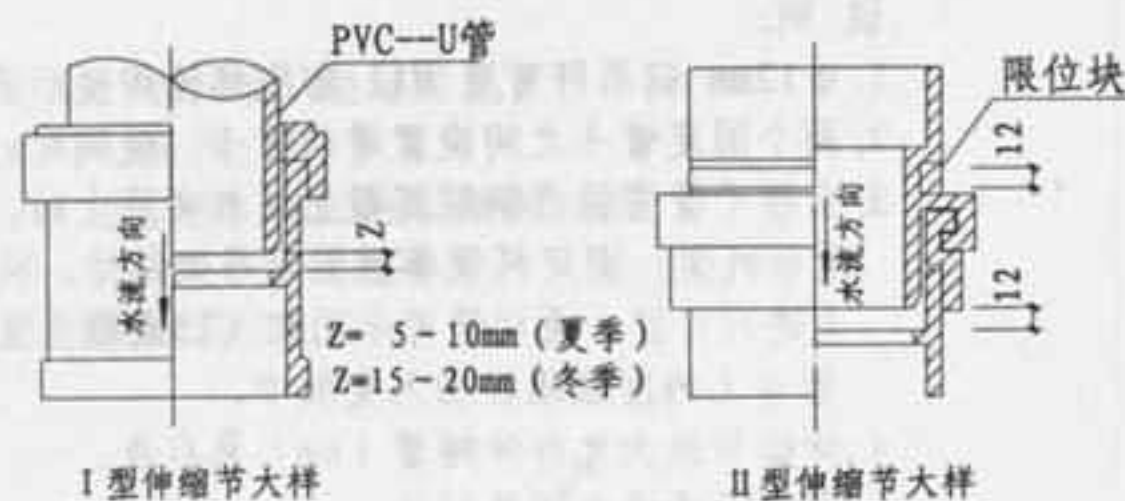 PVC--U管
水流方向
Z
Z= 5-10mm(夏季)
Z=15-20mm(冬季)
I型伸缩节大样
限位块
12
水流方向
12
II型伸缩节大样